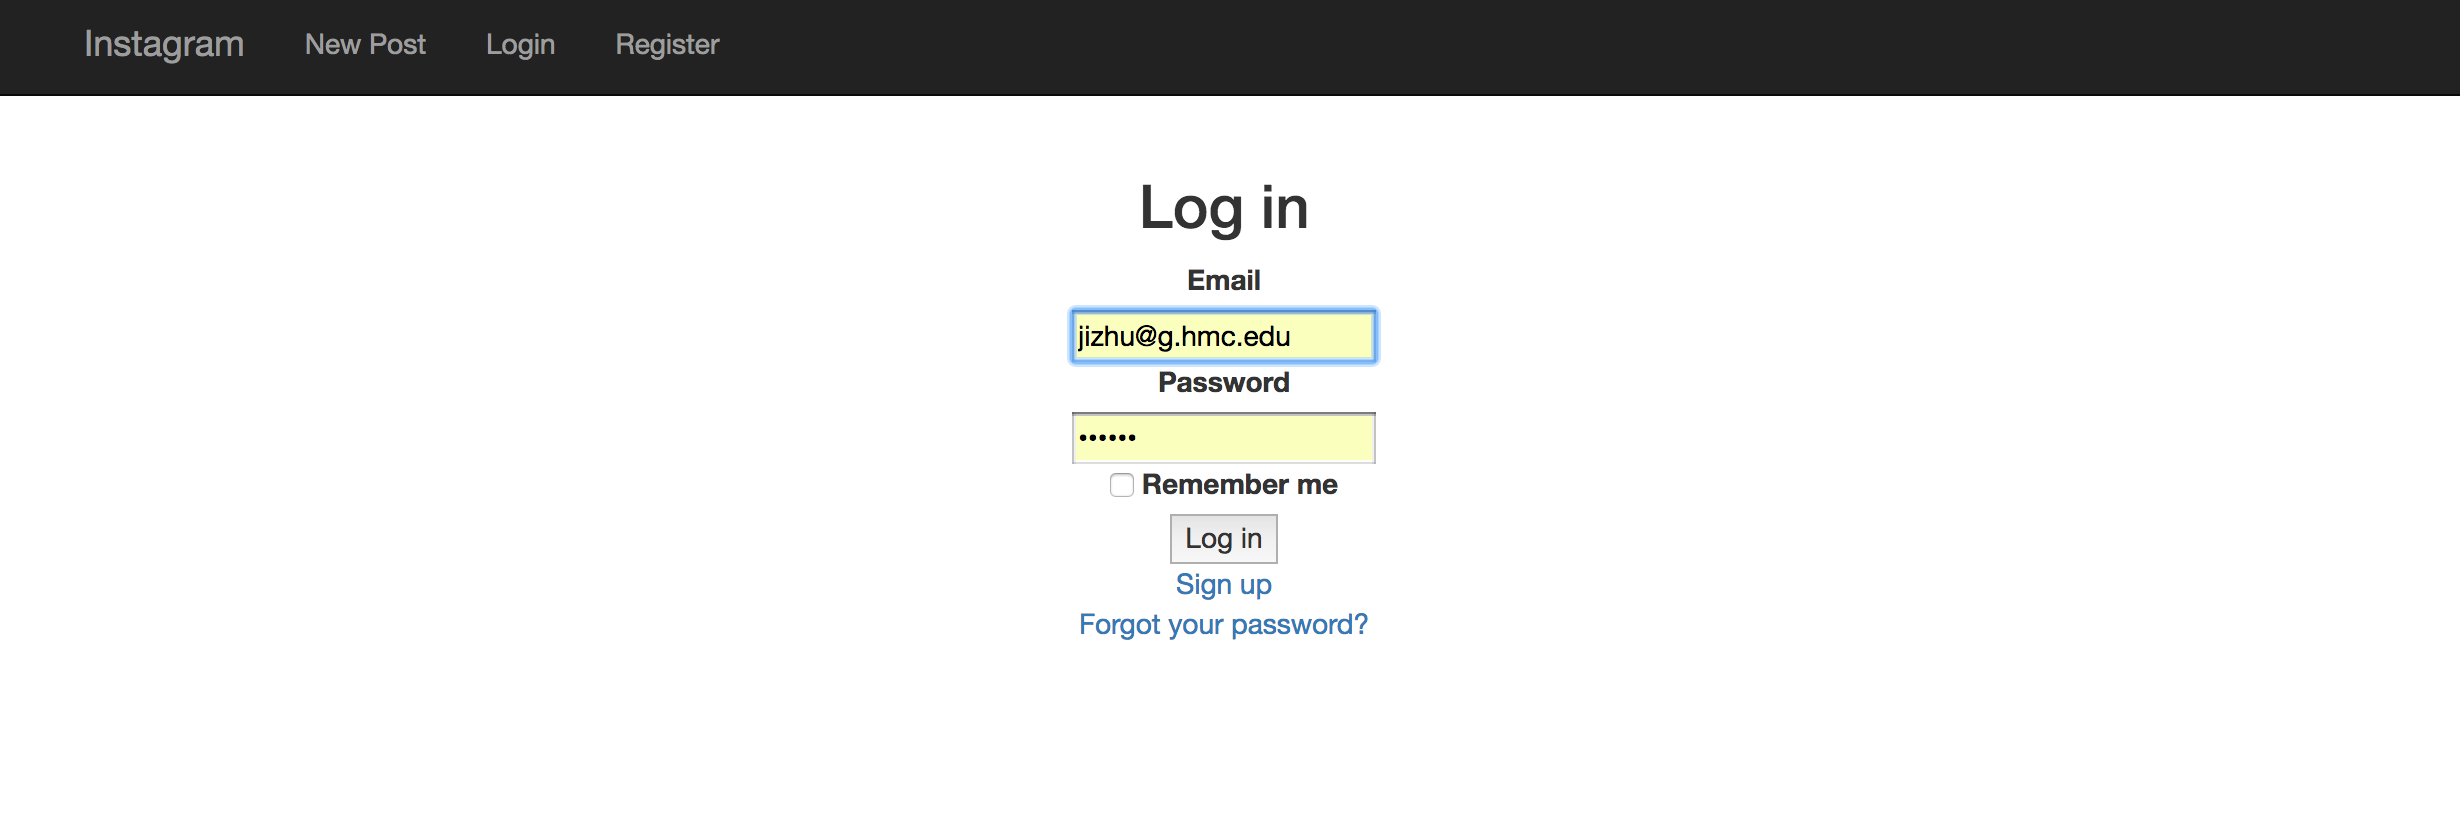 Instagram New Post Login Register
Log in
Email
jizhu@g.hmc.edu
Password
••••••
Remember me
Log in
Sign up
Forgot your password?